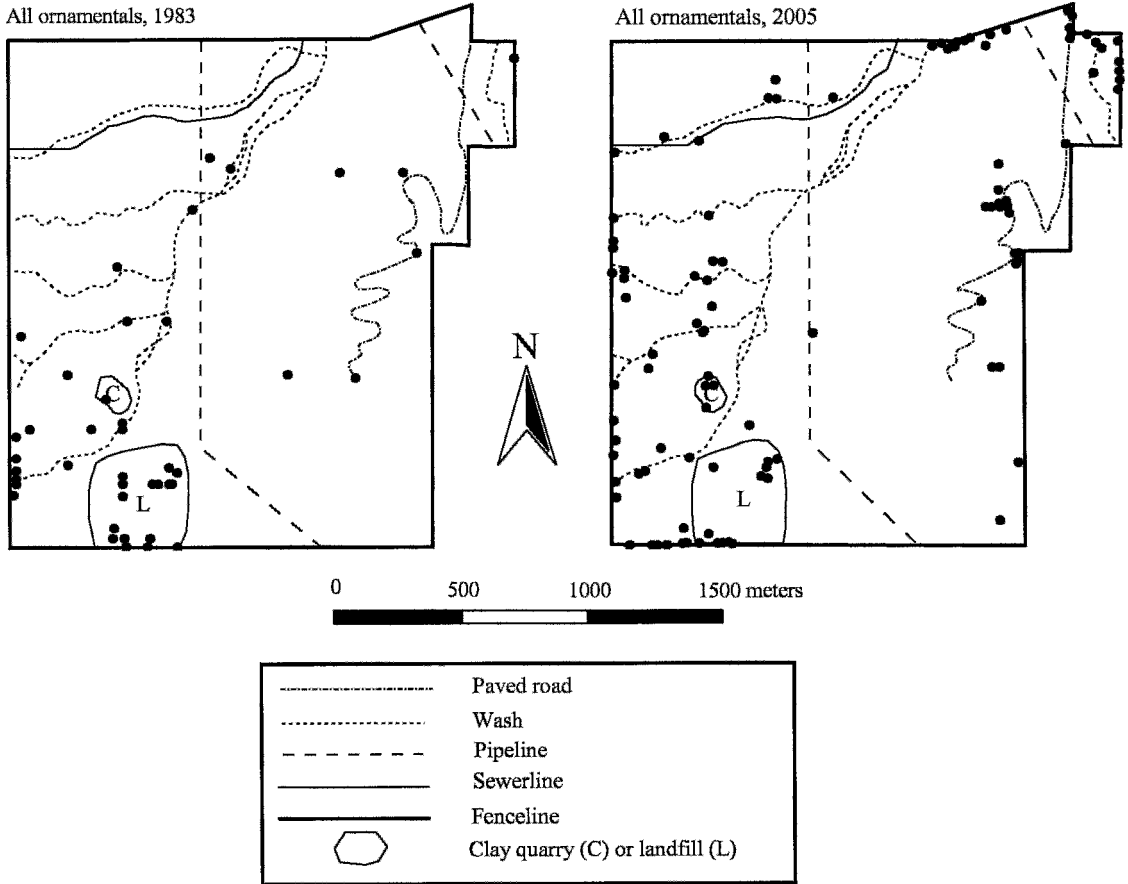 All ornamentals, 1983
All ornamentals, 2005
C
L
C
L
N
0 500 1000 1500 meters
Paved road
Wash
Pipeline
Sewerline
Fenceline
Clay quarry (C) or landfill (L)